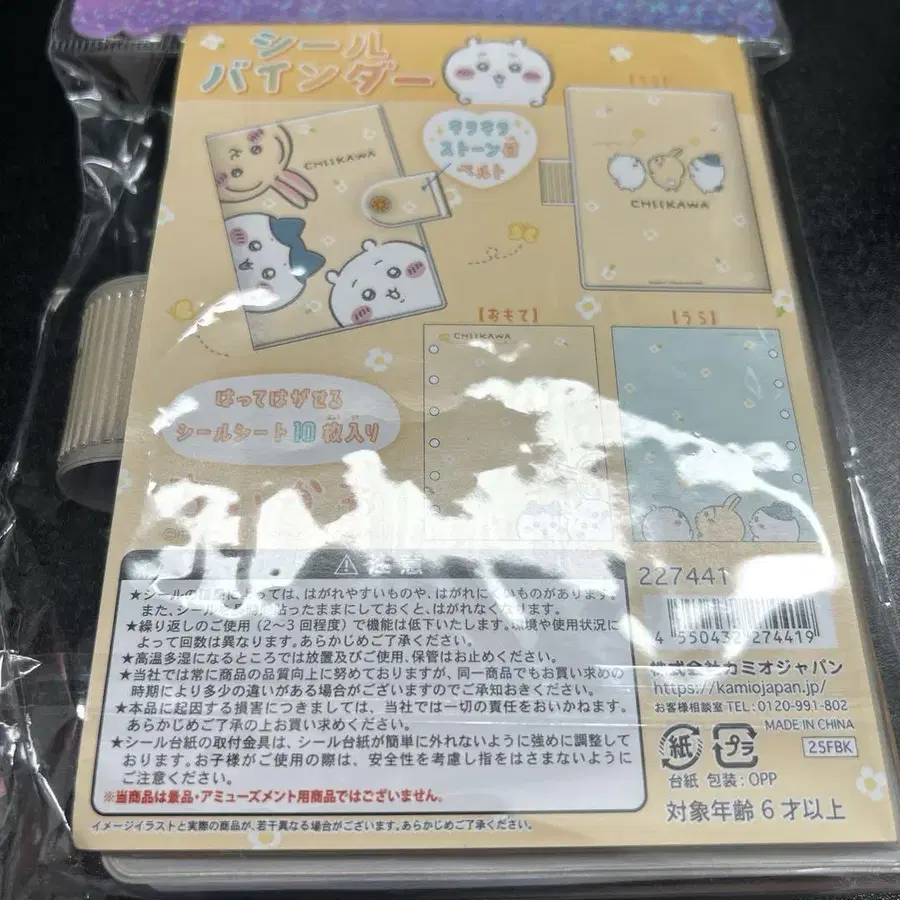 シール
バインダー
キラキラ
ストーン
ベルト
CHIIKAWA
CHIIKAWA
【おもて】
【うら】
CHIIKAWA
はってはがせる
シールシート10枚入り
★シールの
によっては、はがれやすいものや、はがれに
いものがあります。
また、シール
貼ったままにしておくと、はがれなくなります。
★繰り返しのご使用(2〜3回程度)で機能は低下いたします。環境や使用状況に
よって回数は異なります。あらかじめご了承ください。
★高温多湿になるところでは放置及びご使用、保管はお止めください。
★当社では常に商品の品質向上に努めておりますが、同一商品でもお買い求めの
時期により多少の違いがある場合がございますのでご承知おきください。
★本品に起因する損害につきましては、当社では一切の責任をおいかねます。
あらかじめご了承の上お買い求めください。
★シール台紙の取付金具は、シール台紙が簡単に外れないように強めに調整して
おります。お子様がご使用の際は、安全性を考慮し指をはさまないように
ご注意ください。
※当商品は景品・アミューズメント用商品ではございません。
イメージイラストと実際の商品が、若干異なる場合がございます。あらかじめご了承ください。
227441
4 550432 274419
株式会社カミオジャパン
https://kamiojapan.jp/
お客様相談室 TEL:0120-991-802
MADE IN CHINA
25FBK
紙
プラ
台紙 包装:OPP
対象年齢6才以上